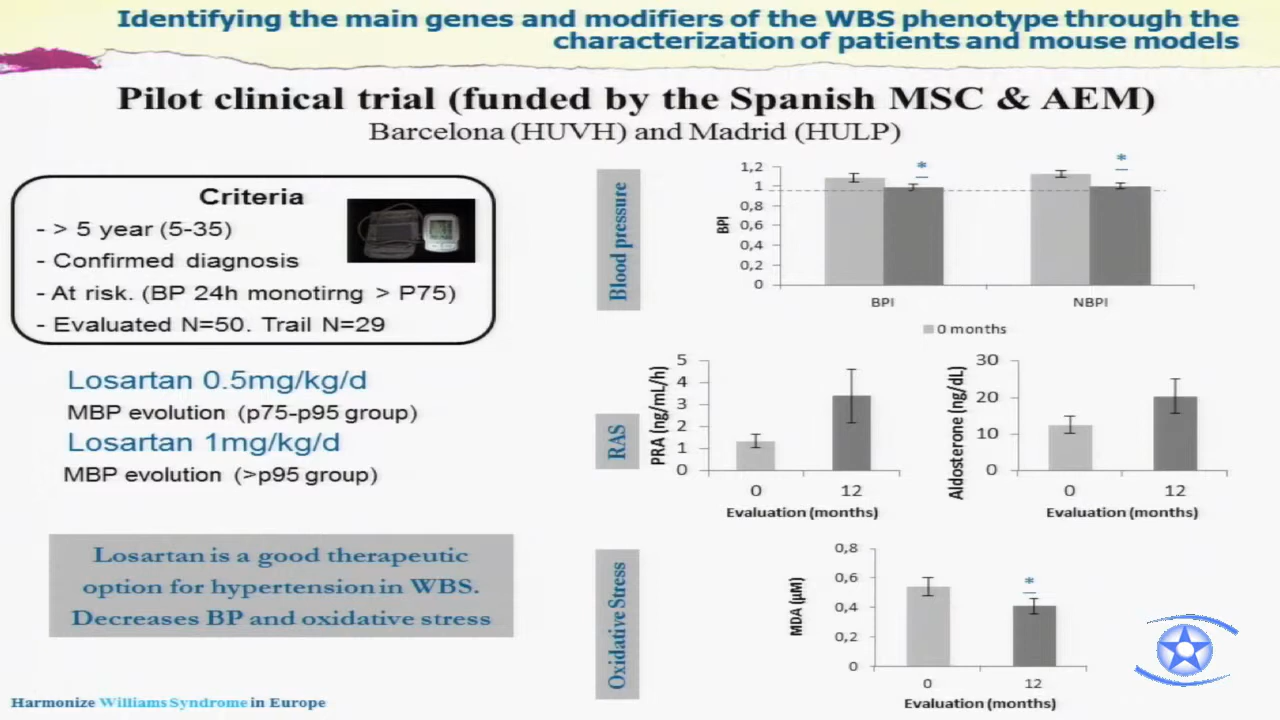 Identifying the main genes and modifiers of the WBS phenotype through the
characterization of patients and mouse models
Pilot clinical trial (funded by the Spanish MSC & AEM)
Barcelona (HUVH) and Madrid (HULP)
Criteria
- > 5 year (5-35)
- Confirmed diagnosis
- At risk. (BP 24h monotirng > P75)
- Evaluated N=50. Trail N=29
Losartan 0.5mg/kg/d
MBP evolution (p75-p95 group)
Losartan 1mg/kg/d
MBP evolution (>p95 group)
Losartan is a good therapeutic
option for hypertension in WBS.
Decreases BP and oxidative stress
Blood pressure
BPI
1,2
1
0,8
0,6
0,4
0,2
0
*
*
BPI
NBPI
0 months
RAS
PRA (ng/mL/h)
5
4
3
2
1
0
0
12
Evaluation (months)
Aldosterone (ng/dL)
30
20
10
0
0
12
Evaluation (months)
Oxidative Stress
MDA (µM)
0,8
0,6
0,4
0,2
0
*
0
12
Evaluation (months)
Harmonize Williams Syndrome in Europe